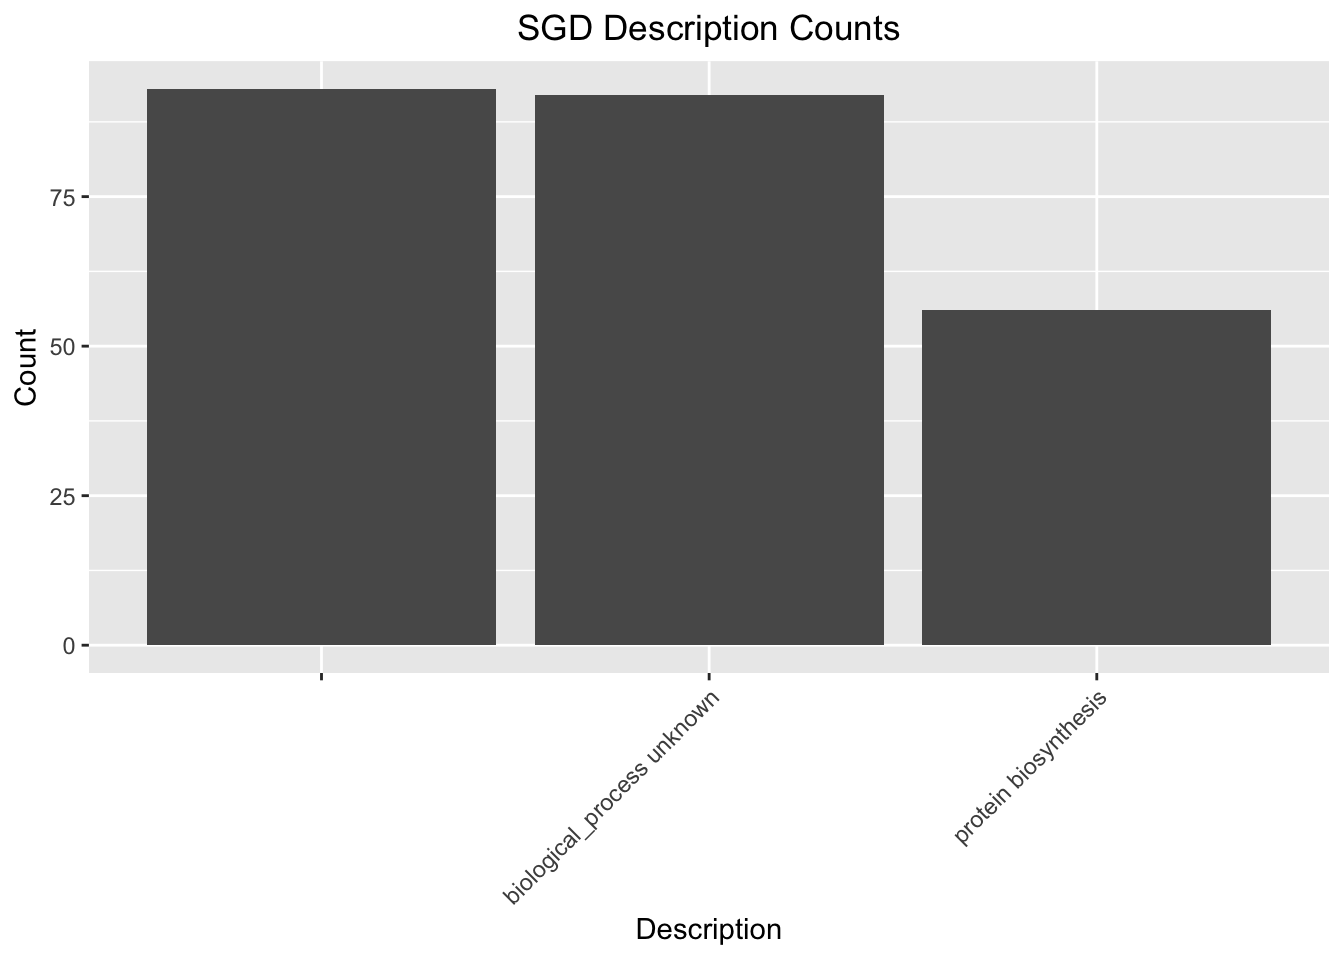 SGD Description Counts
Count
75
50
25
0
biological_process unknown
protein biosynthesis
Description